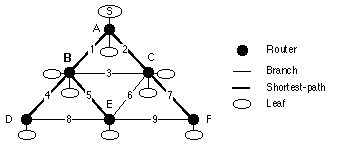 S
A
1 2
B C
3
Router
Branch
Shortest-path
Leaf
4 5 6 7
D E F
8 9